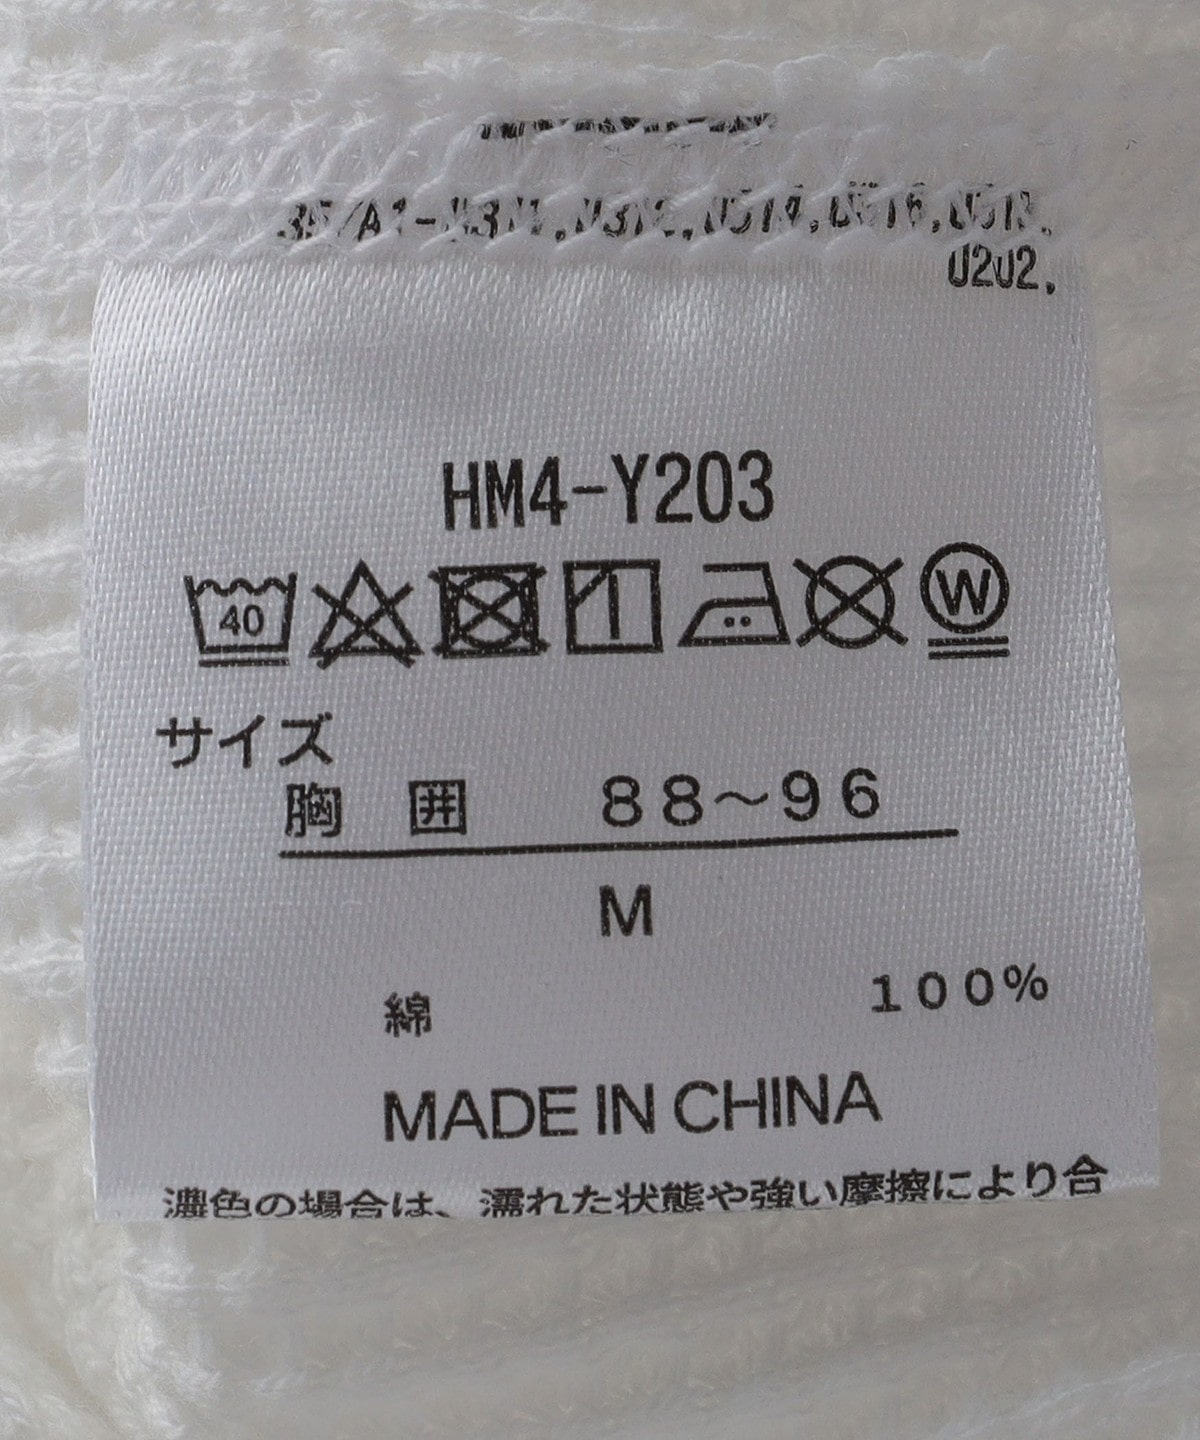 U2U2,
HM4-Y203
40
W
サイズ
胸 囲 88～96
M
綿 100%
MADE IN CHINA
濃色の場合は、濡れた状態や強い摩擦により合